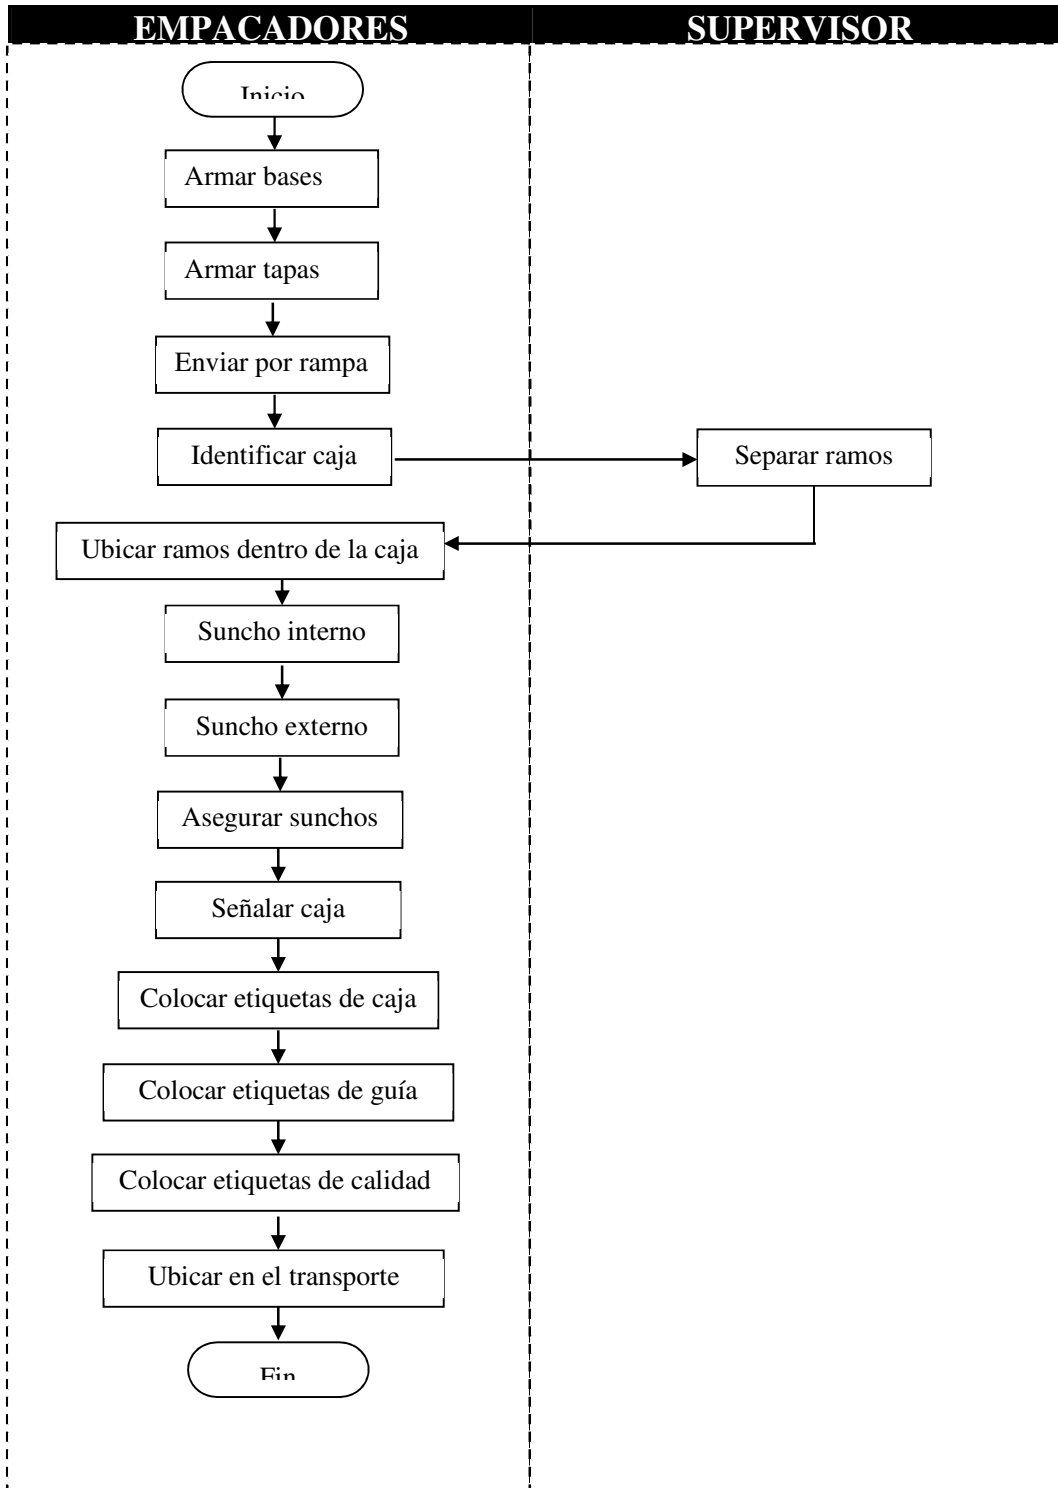 EMPACADORES
SUPERVISOR
Inicio
Armar bases
Armar tapas
Enviar por rampa
Identificar caja
Separar ramos
Ubicar ramos dentro de la caja
Suncho interno
Suncho externo
Asegurar sunchos
Señalar caja
Colocar etiquetas de caja
Colocar etiquetas de guía
Colocar etiquetas de calidad
Ubicar en el transporte
Fin